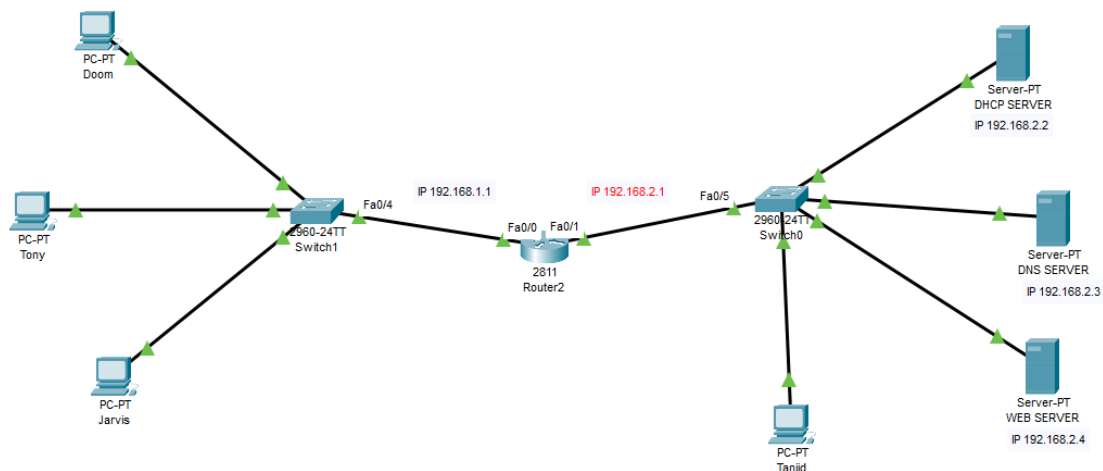 PC-PT
Doom
PC-PT
Tony
PC-PT
Jarvis
2960-24TT
Switch1
Fa0/4
IP 192.168.1.1
Fa0/0
Fa0/1
2811
Router2
IP 192.168.2.1
Fa0/5
2960-24TT
Switch0
PC-PT
Tanjid
Server-PT
DHCP SERVER
IP 192.168.2.2
Server-PT
DNS SERVER
IP 192.168.2.3
Server-PT
WEB SERVER
IP 192.168.2.4